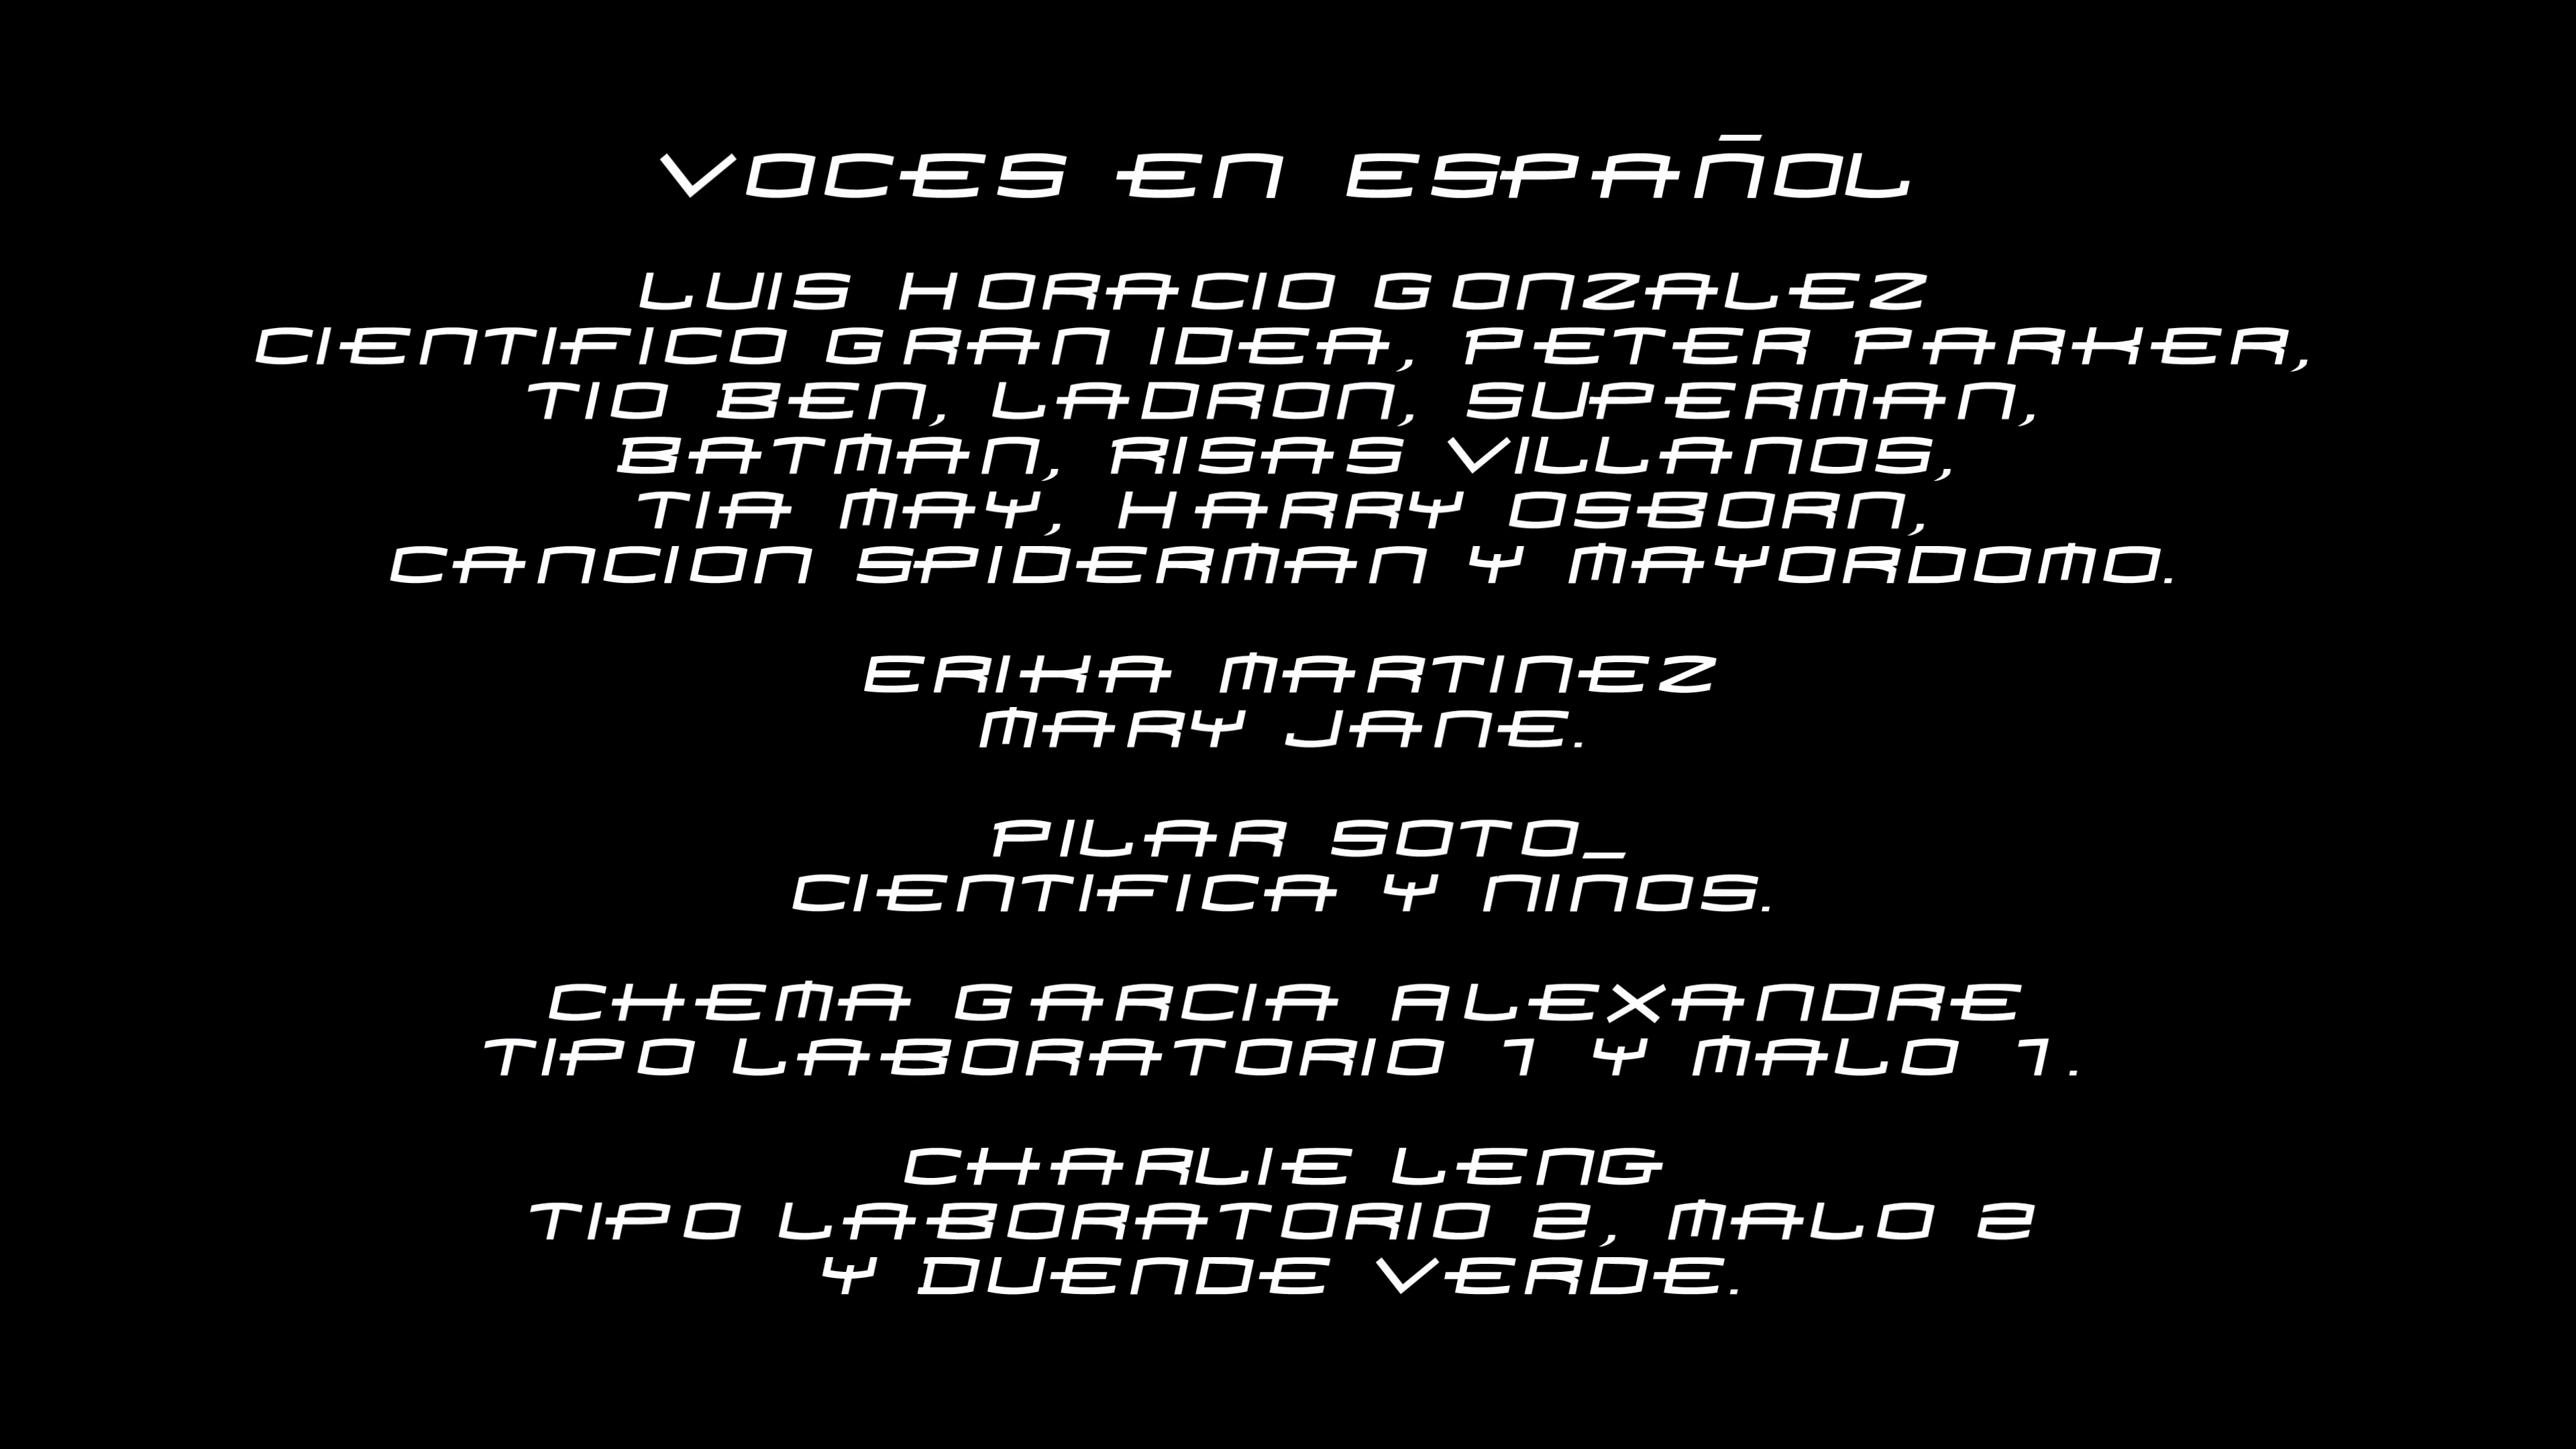 VOCES EN ESPAÑOL
LUIS HORACIO GONZALEZ
CIENTIFICO GRAN IDEA, PETER PARKER,
TIO BEN, LADRON, SUPERMAN,
BATMAN, RISAS VILLANOS,
TIA MAY, HARRY OSBORN,
CANCION SPIDERMAN Y MAYORDOMO.
ERIKA MARTINEZ
MARY JANE.
PILAR SOTO_
CIENTIFICA Y NINOS.
CHEMA GARCIA ALEXANDRE
TIPO LABORATORIO 1 Y MALO 1.
CHARLIE LENG
TIPO LABORATORIO 2, MALO 2
Y DUENDE VERDE.